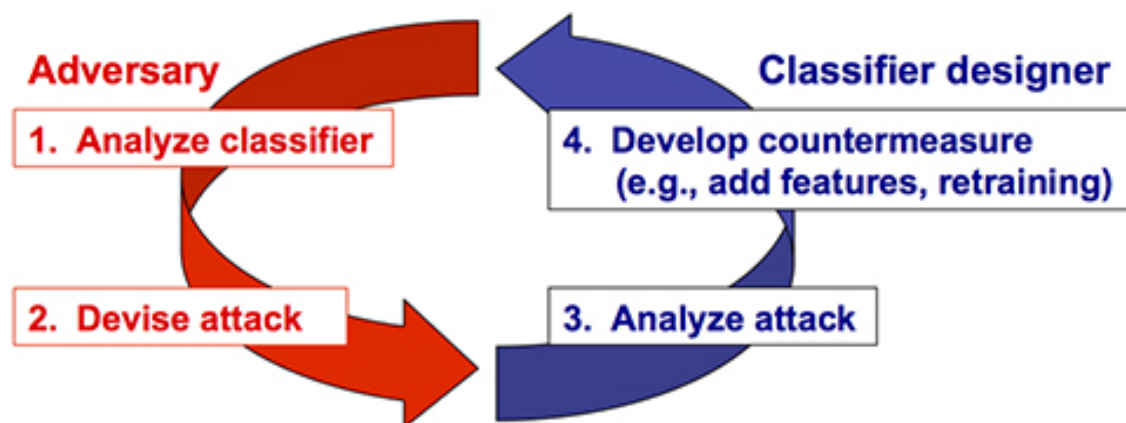 Adversary
1. Analyze classifier
2. Devise attack
Classifier designer
4. Develop countermeasure
(e.g., add features, retraining)
3. Analyze attack